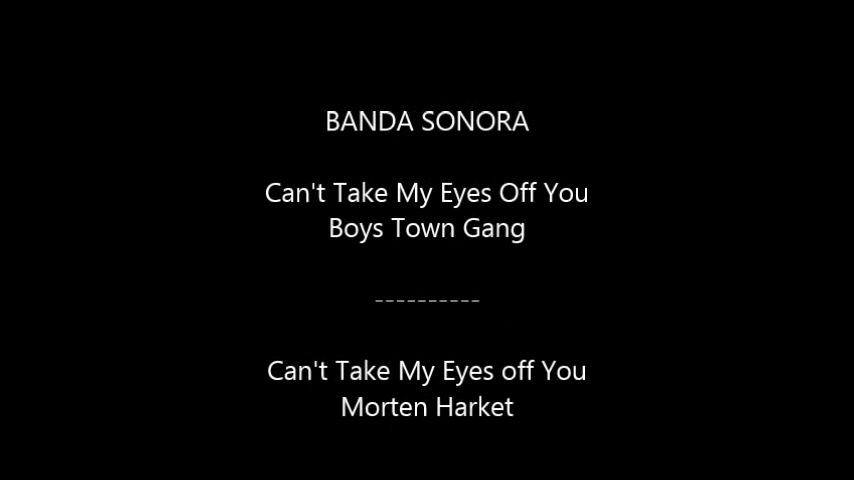 BANDA SONORA
Can't Take My Eyes Off You
Boys Town Gang
----------
Can't Take My Eyes off You
Morten Harket